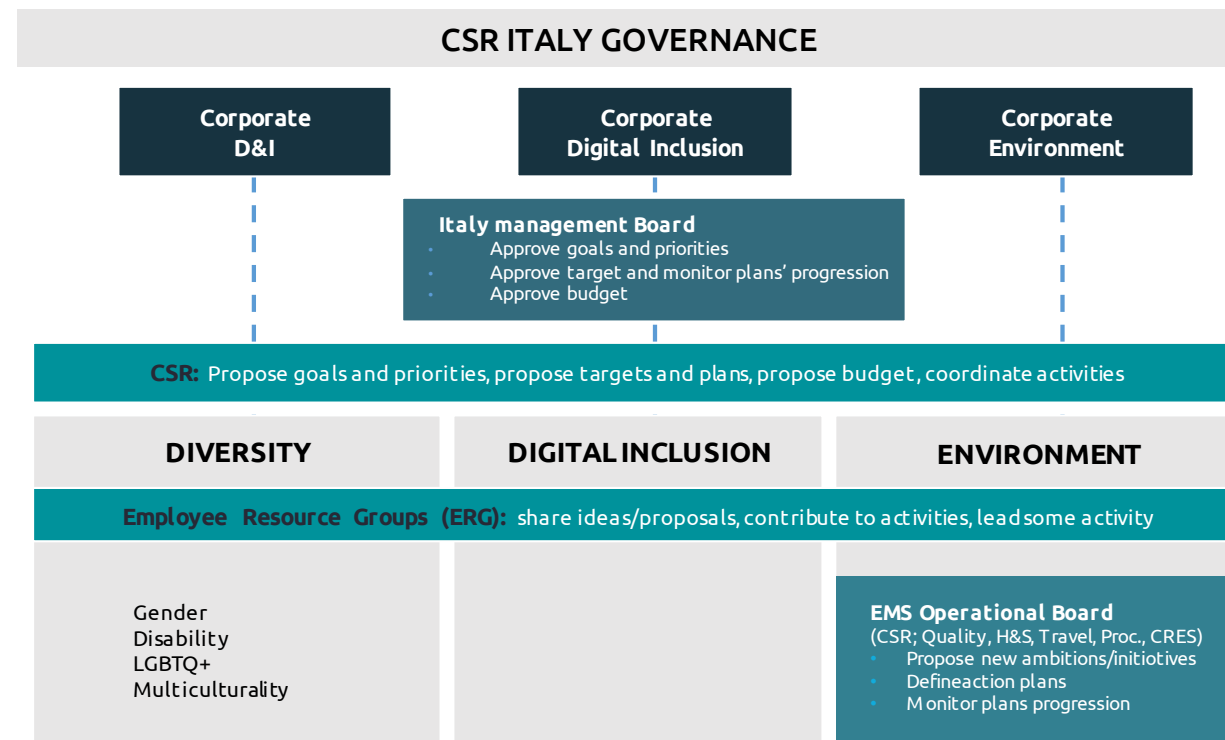 CSR ITALY GOVERNANCE
Corporate
D&I
Corporate
Digital Inclusion
Corporate
Environment
Italy management Board
• Approve goals and priorities
• Approve target and monitor plans’ progression
• Approve budget
CSR: Propose goals and priorities, propose targets and plans, propose budget, coordinate activities
DIVERSITY
DIGITAL INCLUSION
ENVIRONMENT
Employee Resource Groups (ERG): share ideas/proposals, contribute to activities, lead some activity
Gender
Disability
LGBTQ+
Multiculturality
EMS Operational Board
(CSR; Quality, H&S, Travel, Proc., CRES)
• Propose new ambitions/initiotives
• Defineaction plans
• Monitor plans progression